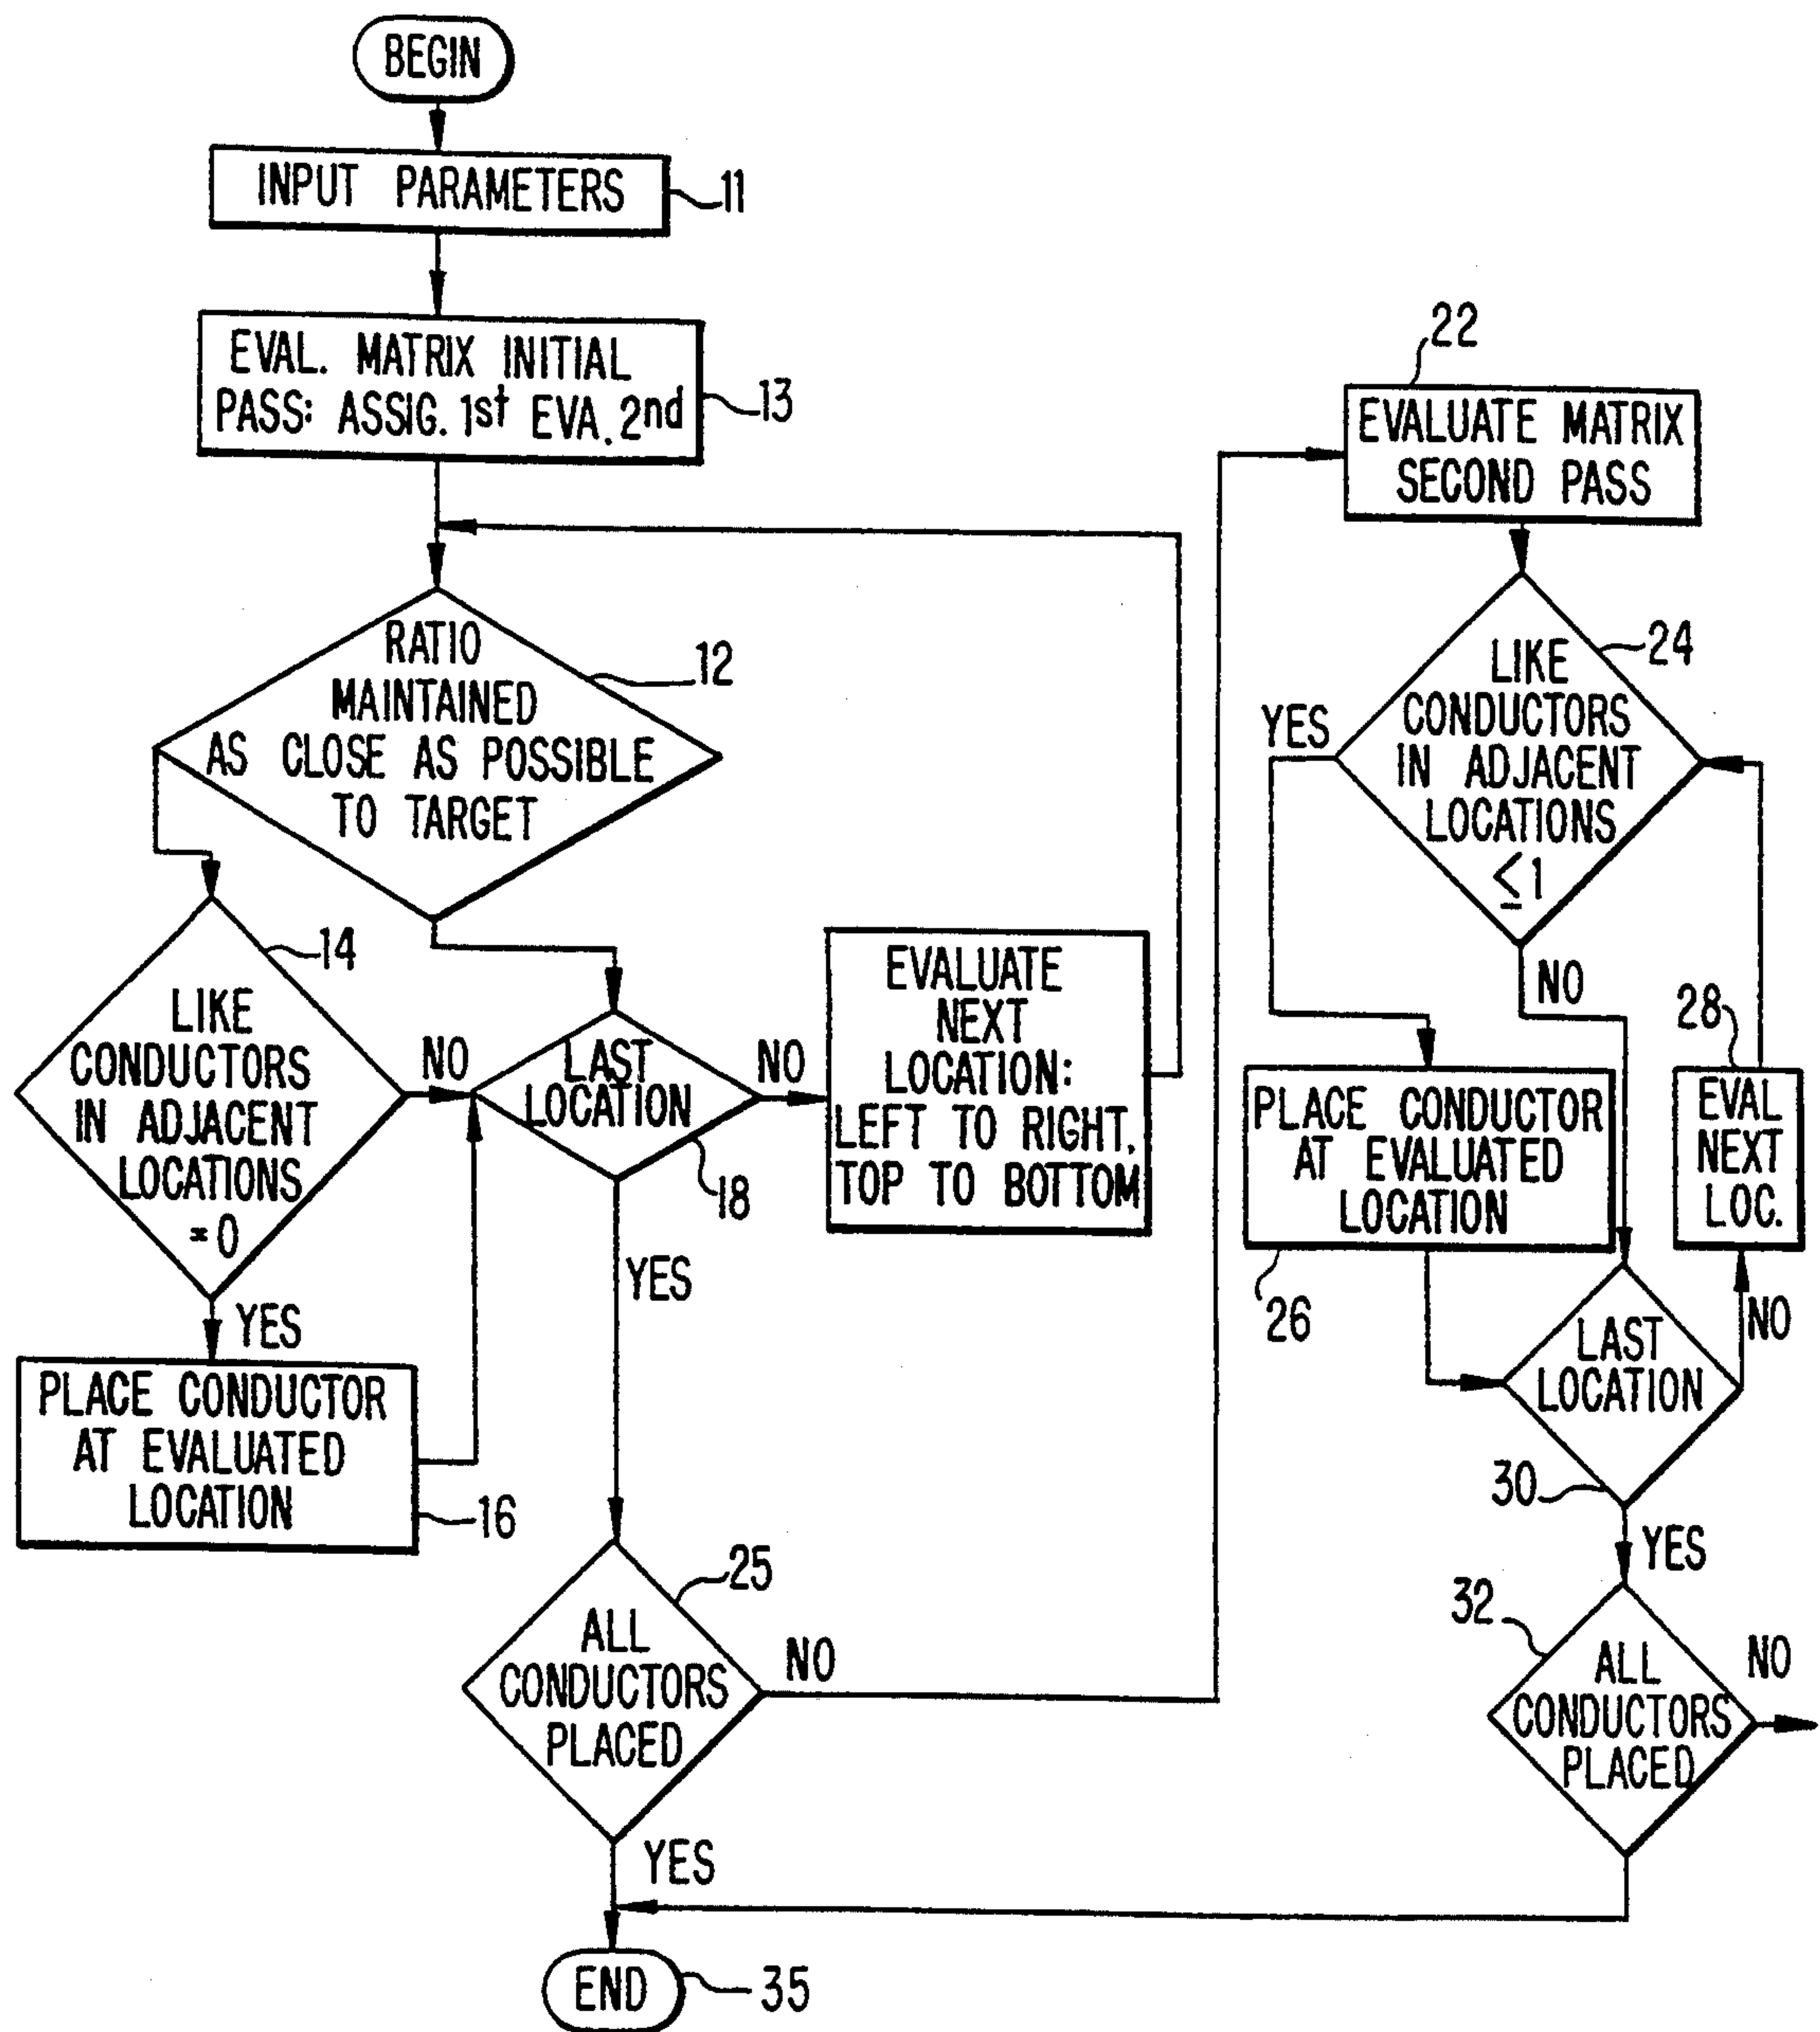 BEGIN
INPUT PARAMETERS
11
EVAL. MATRIX INITIAL
PASS: ASSIG. 1st EVA. 2nd
13
RATIO
MAINTAINED
AS CLOSE AS POSSIBLE
TO TARGET
12
LIKE
CONDUCTORS
IN ADJACENT
LOCATIONS
= 0
14
NO
YES
PLACE CONDUCTOR
AT EVALUATED
LOCATION
16
LAST
LOCATION
18
NO
YES
EVALUATE
NEXT
LOCATION:
LEFT TO RIGHT,
TOP TO BOTTOM
ALL
CONDUCTORS
PLACED
25
NO
YES
END
35
22
EVALUATE MATRIX
SECOND PASS
LIKE
CONDUCTORS
IN ADJACENT
LOCATIONS
≤ 1
24
YES
NO
PLACE CONDUCTOR
AT EVALUATED
LOCATION
26
28
EVAL
NEXT
LOC.
LAST
LOCATION
30
NO
YES
32
ALL
CONDUCTORS
PLACED
NO